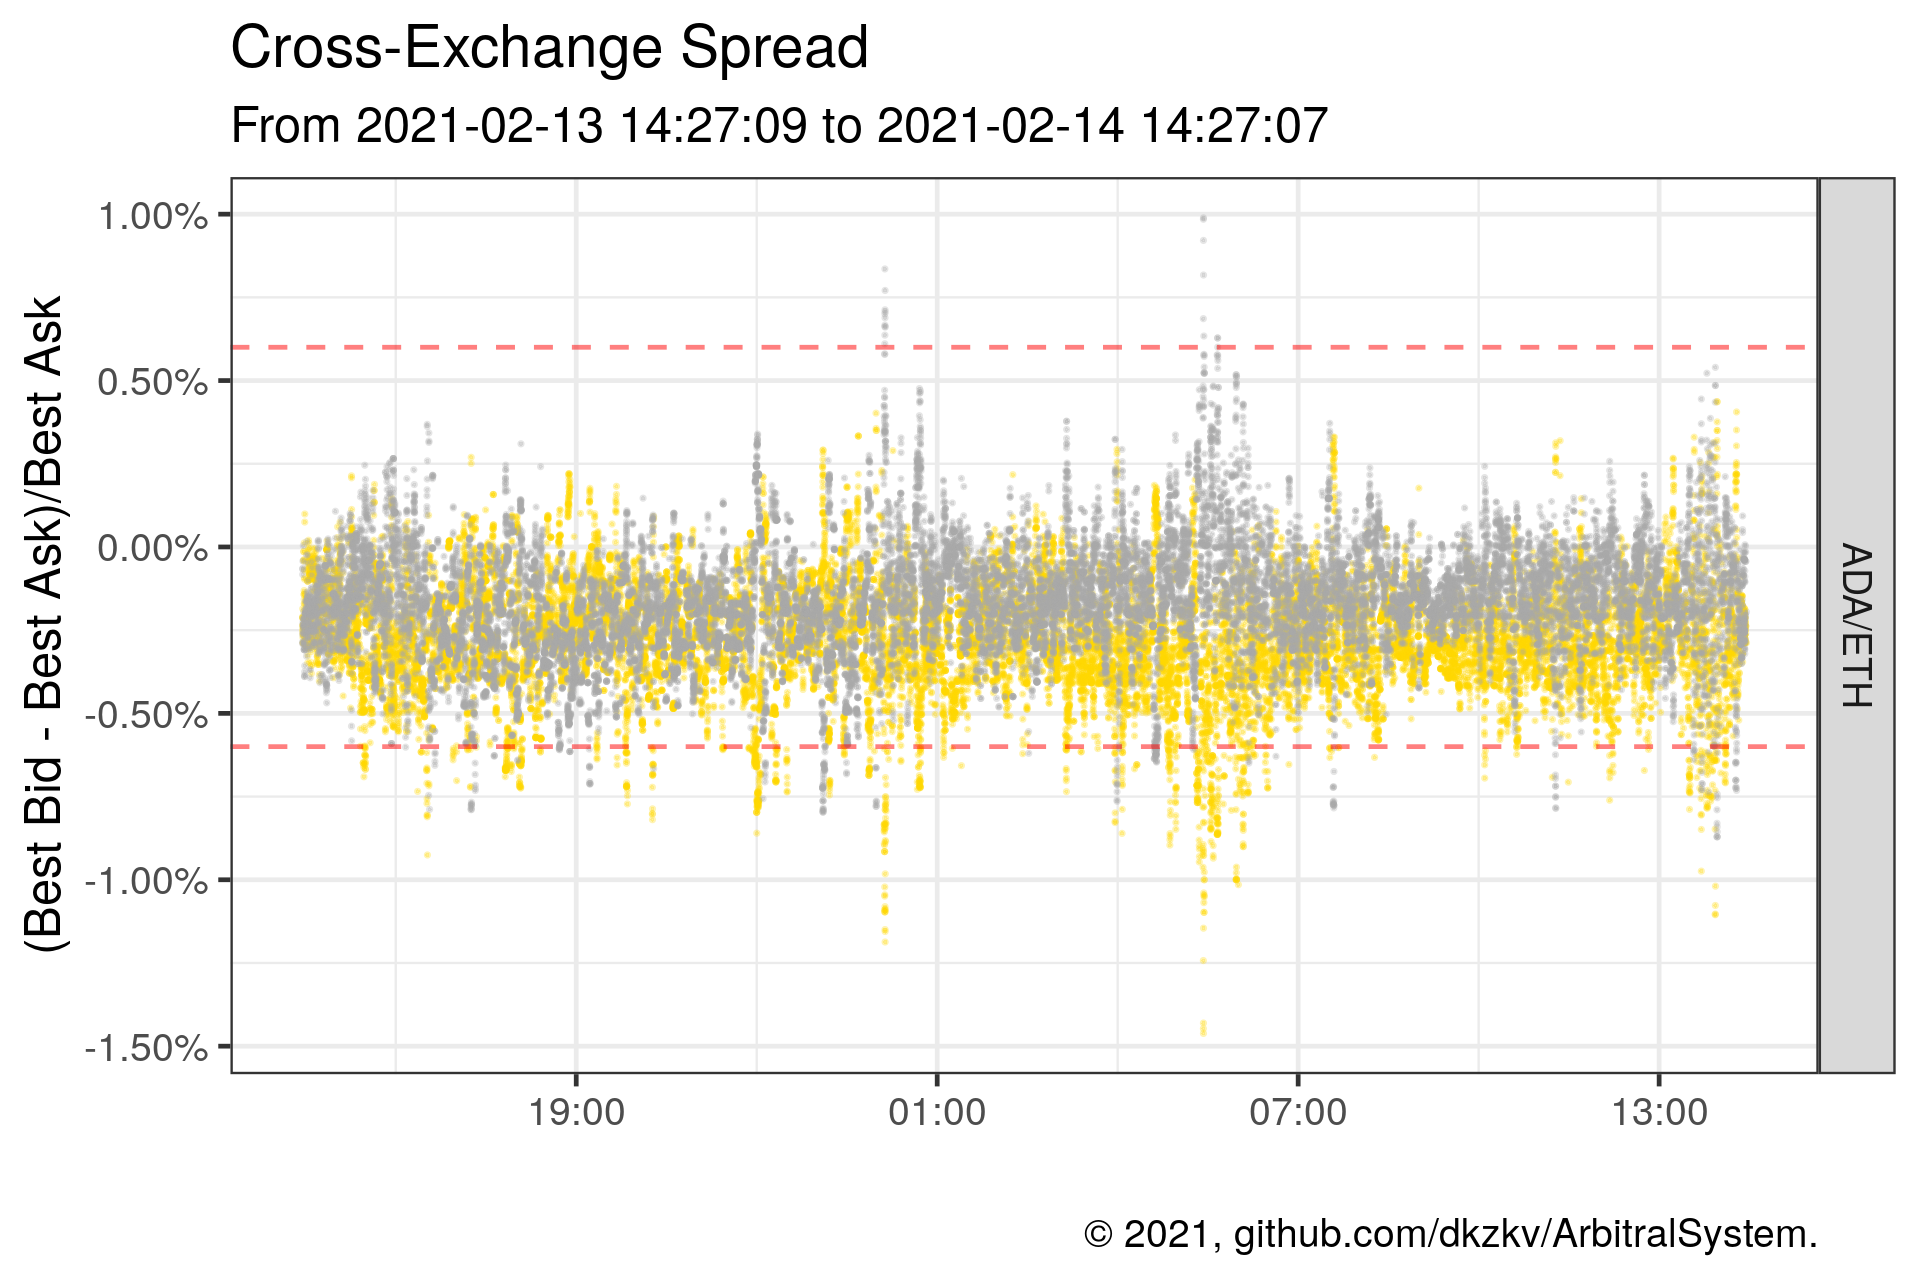 Cross-Exchange Spread
From 2021-02-13 14:27:09 to 2021-02-14 14:27:07
(Best Bid - Best Ask)/Best Ask
1.00%
0.50%
0.00%
-0.50%
-1.00%
-1.50%
ADA/ETH
19:00 01:00 07:00 13:00
© 2021, github.com/dkzkv/ArbitralSystem.